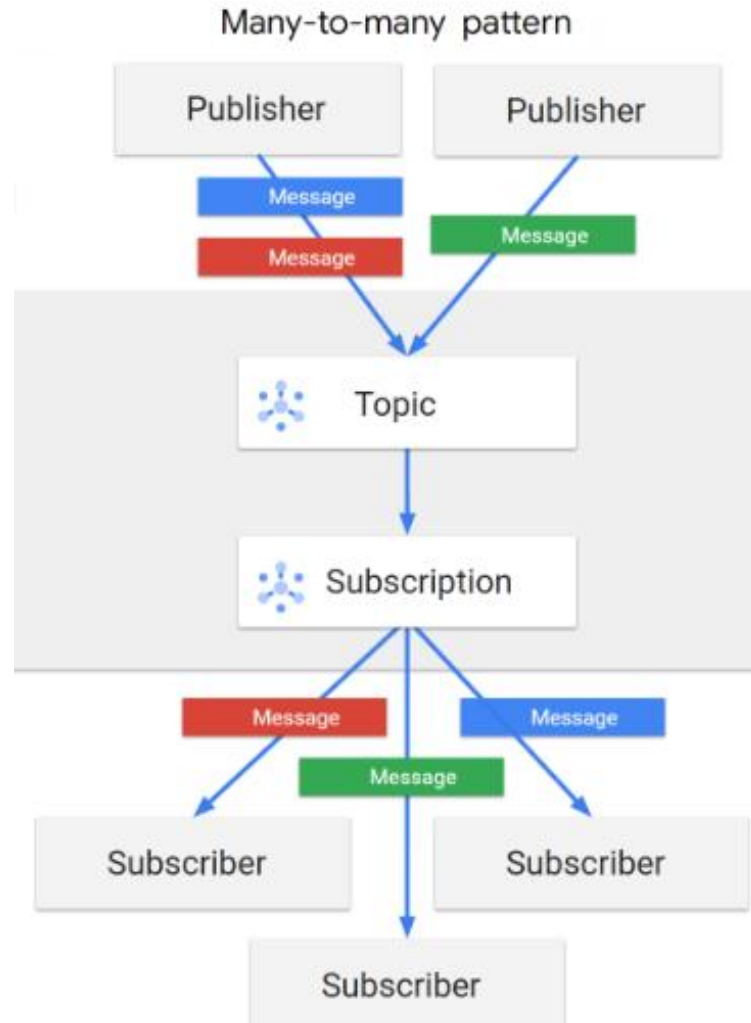 Many-to-many pattern
Publisher
Publisher
Message
Message
Message
Topic
Subscription
Message
Message
Message
Subscriber
Subscriber
Subscriber